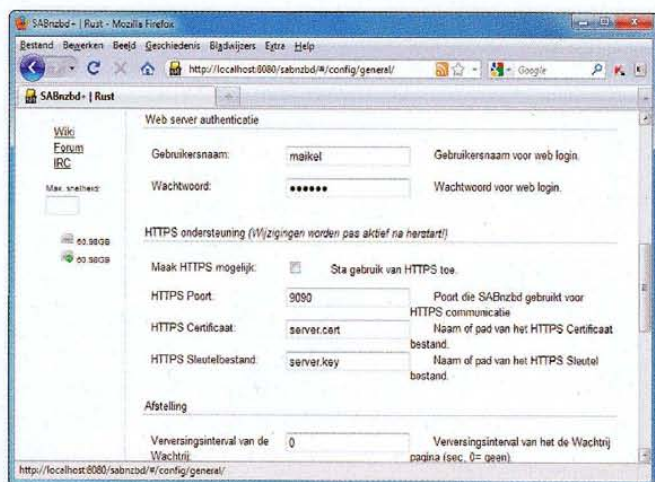 SABnzbd+ | Rust - Mozilla Firefox
Bestand Bewerken Beeld Geschiedenis Bladwijzers Extra Help
http://localhost:8080/sabnzbd/#/config/general/
Google
SABnzbd+ | Rust
Wiki
Forum
IRC
Max. snelheid:
60.98GB
60.98GB
Web server authenticatie
Gebruikersnaam: maikel Gebruikersnaam voor web login.
Wachtwoord: •••••• Wachtwoord voor web login.
HTTPS ondersteuning (Wijzigingen worden pas aktief na herstart!)
Maak HTTPS mogelijk: Sta gebruik van HTTPS toe.
HTTPS Poort: 9090 Poort die SABnzbd gebruikt voor
HTTPS communicatie
HTTPS Certificaat: server.cert Naam of pad van het HTTPS Certificaat
bestand.
HTTPS Sleutelbestand: server.key Naam of pad van het HTTPS Sleutel
bestand.
Afstelling
Verversingsinterval van de 0 Verversingsinterval van het de Wachtrij
Wachtrij: pagina (sec, 0= geen)
http://localhost:8080/sabnzbd/#/config/general/